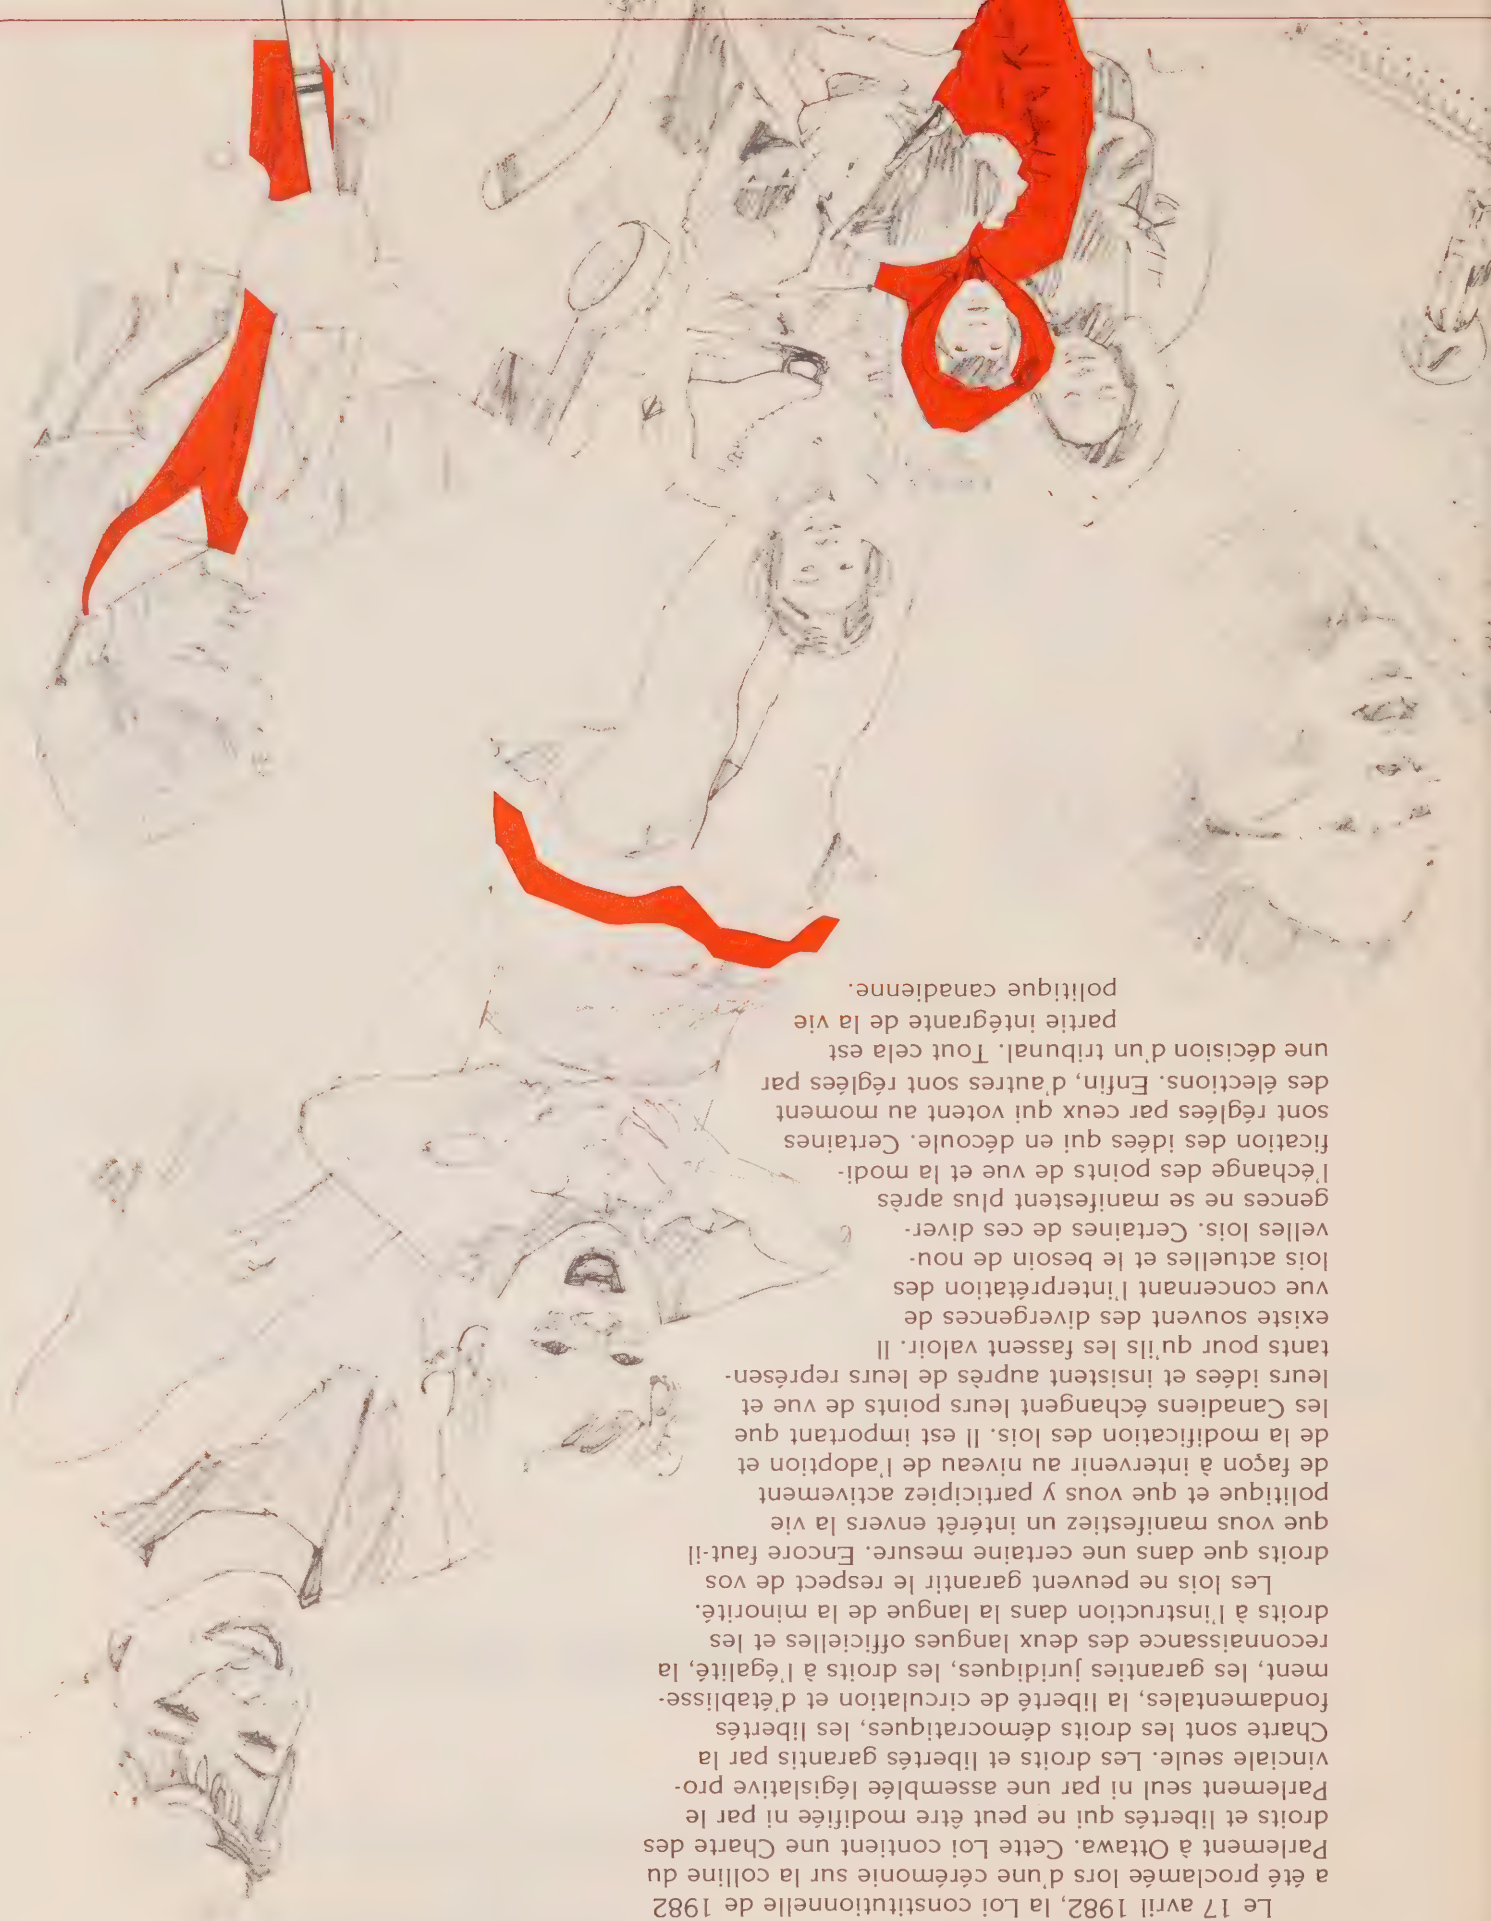 Le 17 avril 1982, la Loi constitutionnelle de 1982
a été proclamée lors d'une cérémonie sur la colline du
Parlement à Ottawa. Cette Loi contient une Charte des
droits et libertés qui ne peut être modifiée ni par le
Parlement seul ni par une assemblée législative pro-
vinciale seule. Les droits et libertés garantis par la
Charte sont les droits démocratiques, les libertés
fondamentales, la liberté de circulation et d'établisse-
ment, les garanties juridiques, les droits à l'égalité, la
reconnaissance des deux langues officielles et les
droits à l'instruction dans la langue de la minorité.
Les lois ne peuvent garantir le respect de vos
droits que dans une certaine mesure. Encore faut-il
que vous manifestiez un intérêt envers la vie
politique et que vous y participiez activement
de façon à intervenir au niveau de l'adoption et
de la modification des lois. Il est important que
les Canadiens échangent leurs points de vue et
leurs idées et insistent auprès de leurs représen-
tants pour qu'ils les fassent valoir. Il
existe souvent des divergences de
vue concernant l'interprétation des
lois actuelles et le besoin de nou-
velles lois. Certaines de ces diver-
gences ne se manifestent plus après
l'échange des points de vue et la modi-
fication des idées qui en découle. Certaines
sont réglées par ceux qui votent au moment
des élections. Enfin, d'autres sont réglées par
une décision d'un tribunal. Tout cela est
partie intégrante de la vie
politique canadienne.